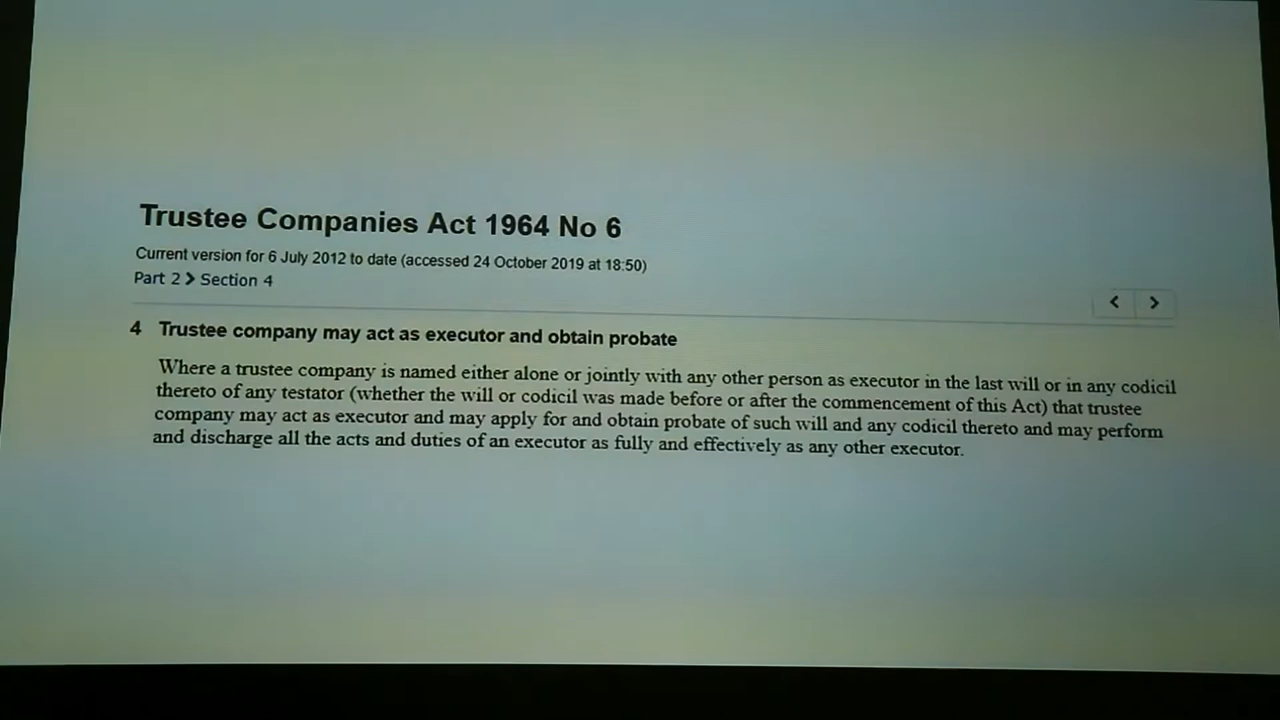 Trustee Companies Act 1964 No 6
Current version for 6 July 2012 to date (accessed 24 October 2019 at 18:50)
Part 2 > Section 4
4 Trustee company may act as executor and obtain probate
Where a trustee company is named either alone or jointly with any other person as executor in the last will or in any codicil
thereto of any testator (whether the will or codicil was made before or after the commencement of this Act) that trustee
company may act as executor and may apply for and obtain probate of such will and any codicil thereto and may perform
and discharge all the acts and duties of an executor as fully and effectively as any other executor.